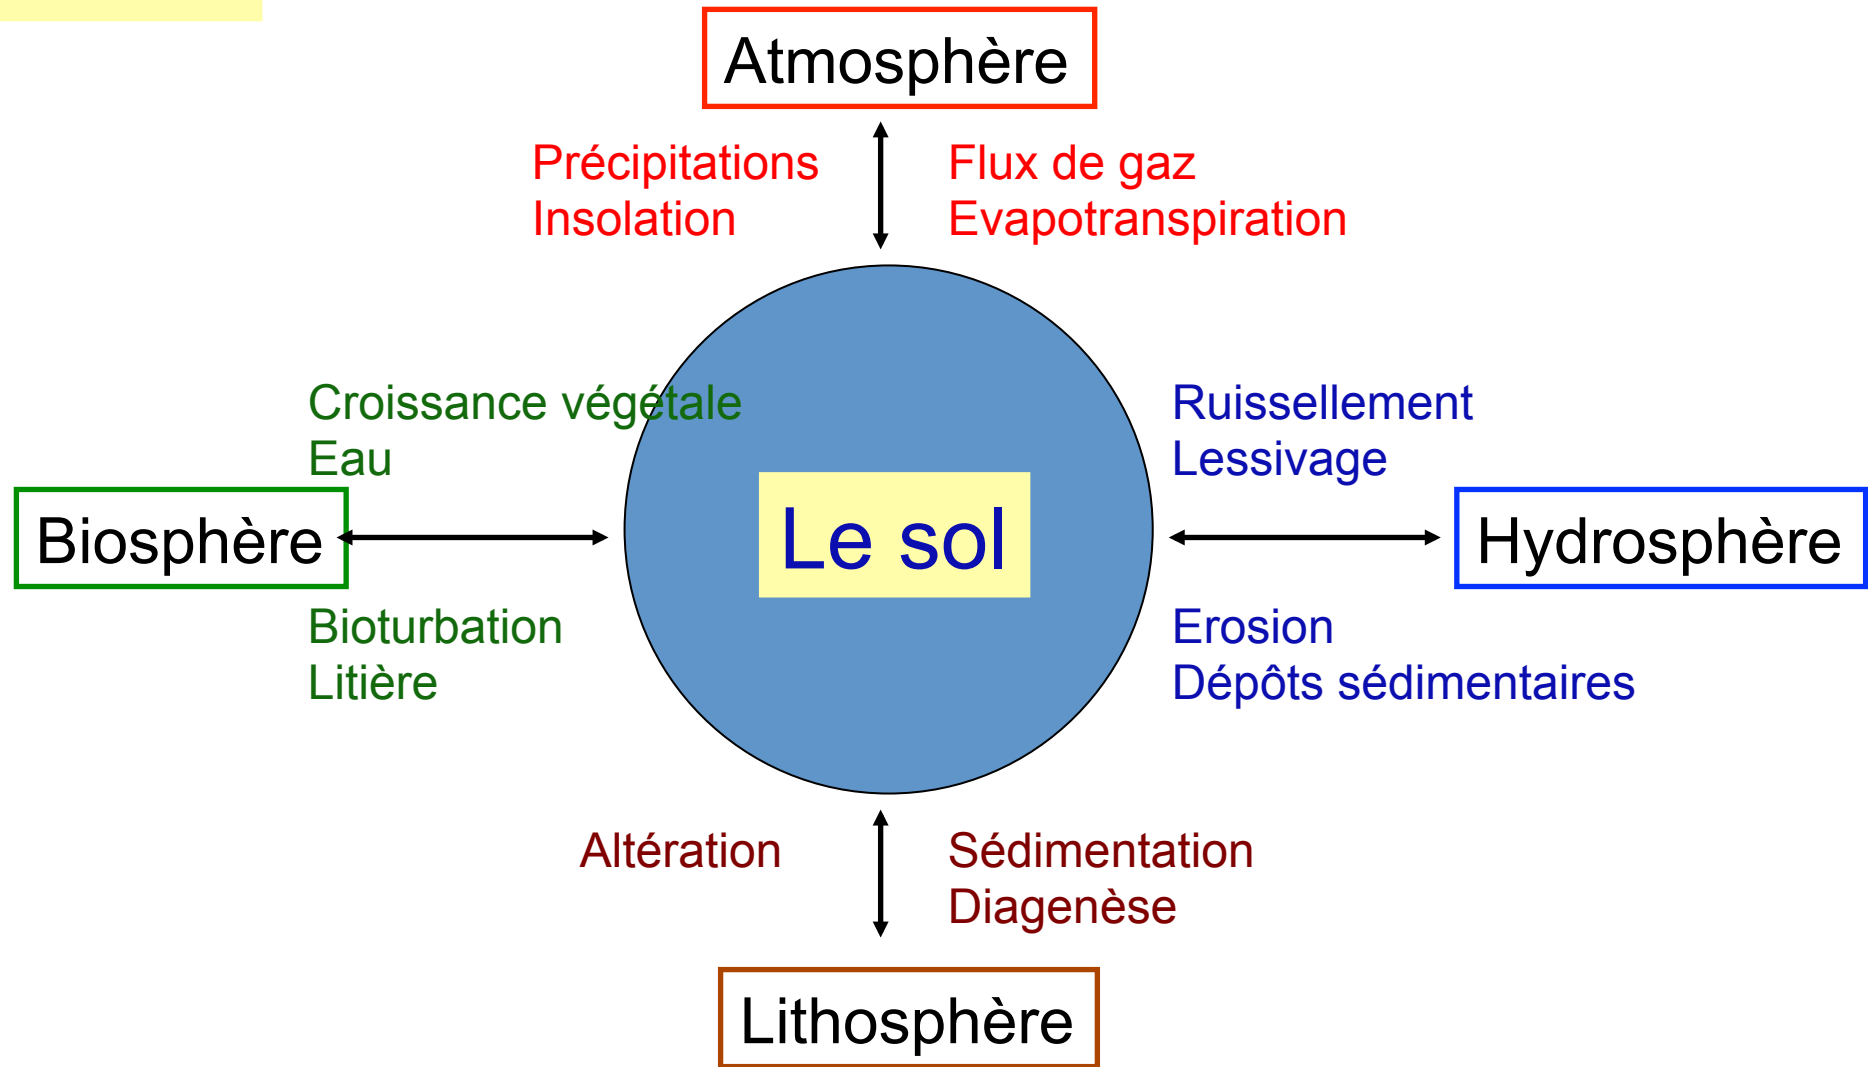 Atmosphère
Précipitations
Insolation
Flux de gaz
Evapotranspiration
Croissance végétale
Eau
Ruissellement
Lessivage
Biosphère
Le sol
Hydrosphère
Bioturbation
Litière
Erosion
Dépôts sédimentaires
Altération
Sédimentation
Diagenèse
Lithosphère